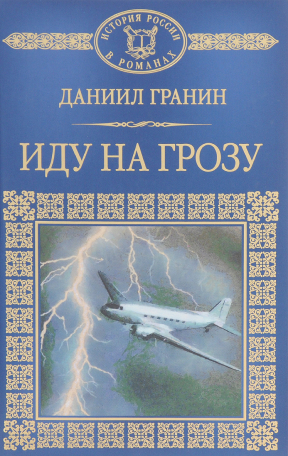 ИСТОРИЯ РОССИИ
В РОМАНАХ
ДАНИИЛ ГРАНИН
ИДУ НА ГРОЗУ